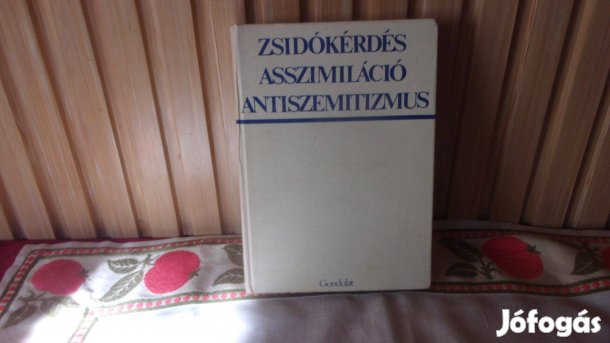 ZSIDÓKÉRDÉS
ASSZIMILÁCIÓ
ANTISZEMITIZMUS
Gondolat
Jófogás